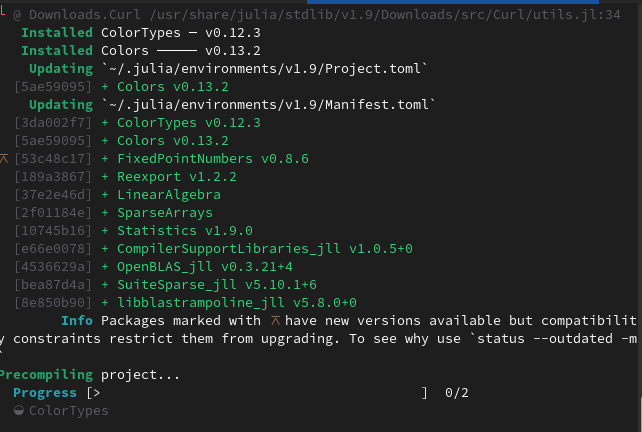 @ Downloads.Curl /usr/share/julia/stdlib/v1.9/Downloads/src/Curl/utils.jl:34
Installed ColorTypes ─ v0.12.3
Installed Colors ───── v0.13.2
Updating `~/.julia/environments/v1.9/Project.toml`
[5ae59095] + Colors v0.13.2
Updating `~/.julia/environments/v1.9/Manifest.toml`
[3da002f7] + ColorTypes v0.12.3
[5ae59095] + Colors v0.13.2
⌅ [53c48c17] + FixedPointNumbers v0.8.6
[189a3867] + Reexport v1.2.2
[37e2e46d] + LinearAlgebra
[2f01184e] + SparseArrays
[10745b16] + Statistics v1.9.0
[e66e0078] + CompilerSupportLibraries_jll v1.0.5+0
[4536629a] + OpenBLAS_jll v0.3.21+4
[bea87d4a] + SuiteSparse_jll v5.10.1+6
[8e850b90] + libblastrampoline_jll v5.8.0+0
Info Packages marked with ⌅ have new versions available but compatibilit
y constraints restrict them from upgrading. To see why use `status --outdated -m
`
Precompiling project...
Progress [> ] 0/2
◒ ColorTypes